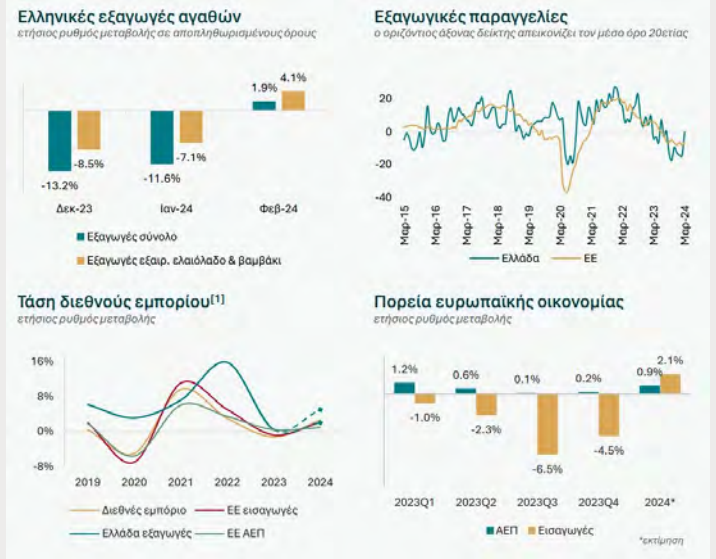 Ελληνικές εξαγωγές αγαθών
ετήσιος ρυθμός μεταβολής σε αποπληθωρισμένους όρους
1.9%
4.1%
-13.2%
-8.5%
-11.6%
-7.1%
Δεκ-23
Ιαν-24
Φεβ-24
Εξαγωγές σύνολο
Εξαγωγές εξαιρ. ελαιόλαδο & βαμβάκι
Εξαγωγικές παραγγελίες
ο οριζόντιος άξονας δείκτης απεικονίζει τον μέσο όρο 20ετίας
20
0
-20
-40
Μαρ-15
Μαρ-16
Μαρ-17
Μαρ-18
Μαρ-19
Μαρ-20
Μαρ-21
Μαρ-22
Μαρ-23
Μαρ-24
Ελλάδα
ΕΕ
Τάση διεθνούς εμπορίου[1]
ετήσιος ρυθμός μεταβολής
16%
8%
0%
-8%
2019
2020
2021
2022
2023
2024
Διεθνές εμπόριο
ΕΕ εισαγωγές
Ελλάδα εξαγωγές
ΕΕ ΑΕΠ
Πορεία ευρωπαϊκής οικονομίας
ετήσιος ρυθμός μεταβολής
1.2%
0.6%
0.1%
0.2%
0.9%
2.1%
-1.0%
-2.3%
-6.5%
-4.5%
2023Q1
2023Q2
2023Q3
2023Q4
2024*
ΑΕΠ
Εισαγωγές
*εκτίμηση